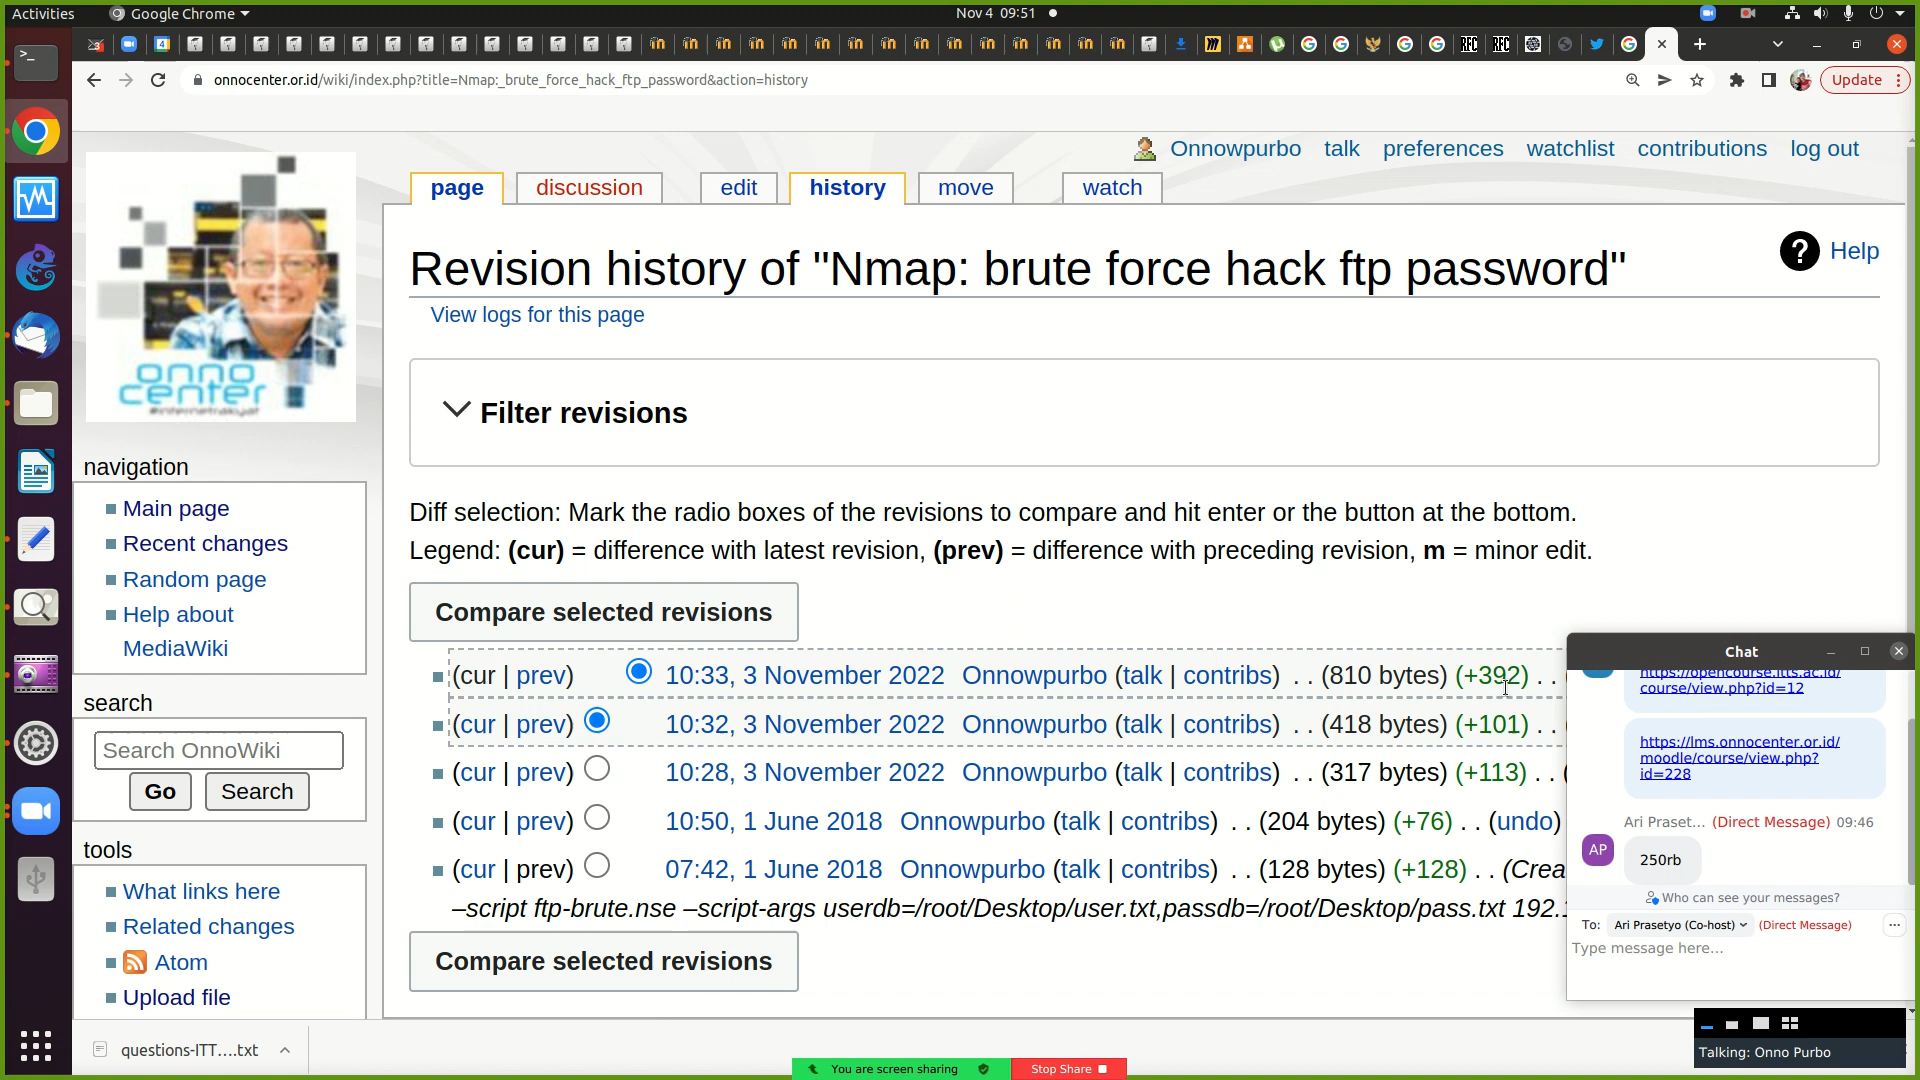 Activities
Google Chrome
Nov 4 09:51
onnocenter.or.id/wiki/index.php?title=Nmap:_brute_force_hack_ftp_password&action=history
Update
Onnowpurbo talk preferences watchlist contributions log out
page discussion edit history move watch
Revision history of "Nmap: brute force hack ftp password"
Help
View logs for this page
Filter revisions
Diff selection: Mark the radio boxes of the revisions to compare and hit enter or the button at the bottom.
Legend: (cur) = difference with latest revision, (prev) = difference with preceding revision, m = minor edit.
Compare selected revisions
(cur | prev) 10:33, 3 November 2022 Onnowpurbo (talk | contribs) . . (810 bytes) (+392) . .
(cur | prev) 10:32, 3 November 2022 Onnowpurbo (talk | contribs) . . (418 bytes) (+101) . .
(cur | prev) 10:28, 3 November 2022 Onnowpurbo (talk | contribs) . . (317 bytes) (+113) . .
(cur | prev) 10:50, 1 June 2018 Onnowpurbo (talk | contribs) . . (204 bytes) (+76) . . (undo)
(cur | prev) 07:42, 1 June 2018 Onnowpurbo (talk | contribs) . . (128 bytes) (+128) . . (Crea
–script ftp-brute.nse –script-args userdb=/root/Desktop/user.txt,passdb=/root/Desktop/pass.txt 192.
Compare selected revisions
onno
center
#internetrakyat
navigation
Main page
Recent changes
Random page
Help about
MediaWiki
search
Search OnnoWiki
Go
Search
tools
What links here
Related changes
Atom
Upload file
Chat
https://opencourse.itts.ac.id/
course/view.php?id=12
https://lms.onnocenter.or.id/
moodle/course/view.php?
id=228
Ari Praset... (Direct Message) 09:46
AP
250rb
Who can see your messages?
To: Ari Prasetyo (Co-host) (Direct Message)
Type message here...
Talking: Onno Purbo
questions-ITT....txt
You are screen sharing
Stop Share